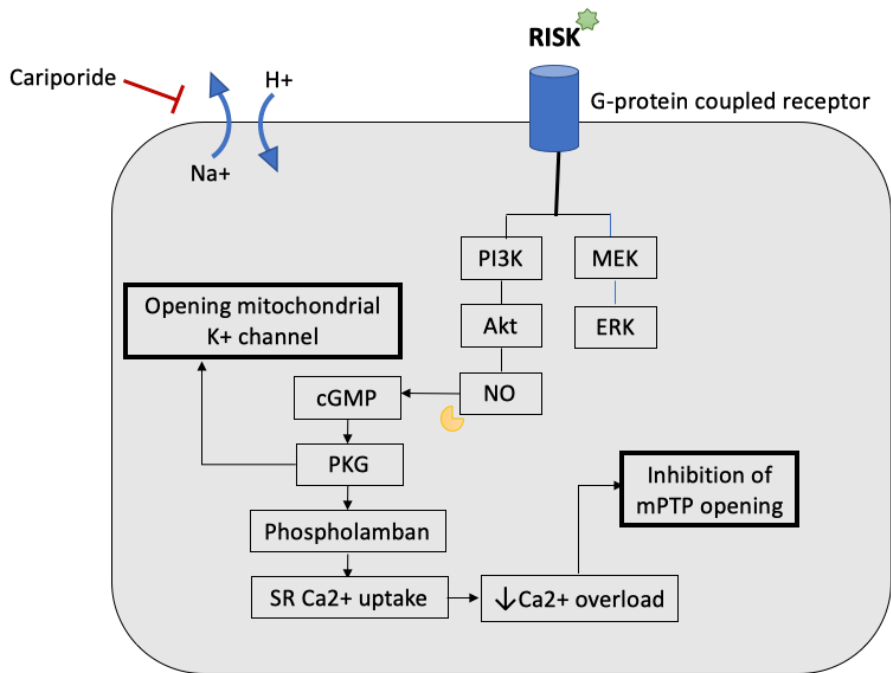 RISK
Cariporide
H+
G-protein coupled receptor
Na+
PI3K
MEK
Opening mitochondrial
K+ channel
Akt
ERK
cGMP
NO
PKG
Inhibition of
mPTP opening
Phospholamban
SR Ca2+ uptake
↓Ca2+ overload